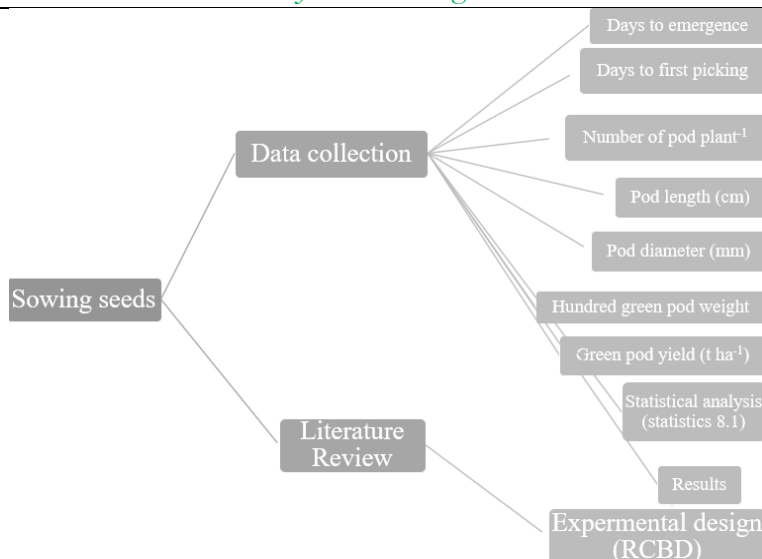 Days to emergence
Days to first picking
Number of pod plant⁻¹
Data collection
Pod length (cm)
Pod diameter (mm)
Sowing seeds
Hundred green pod weight
Green pod yield (t ha⁻¹)
Statistical analysis
(statistics 8.1)
Literature
Review
Results
Expermental design
(RCBD)